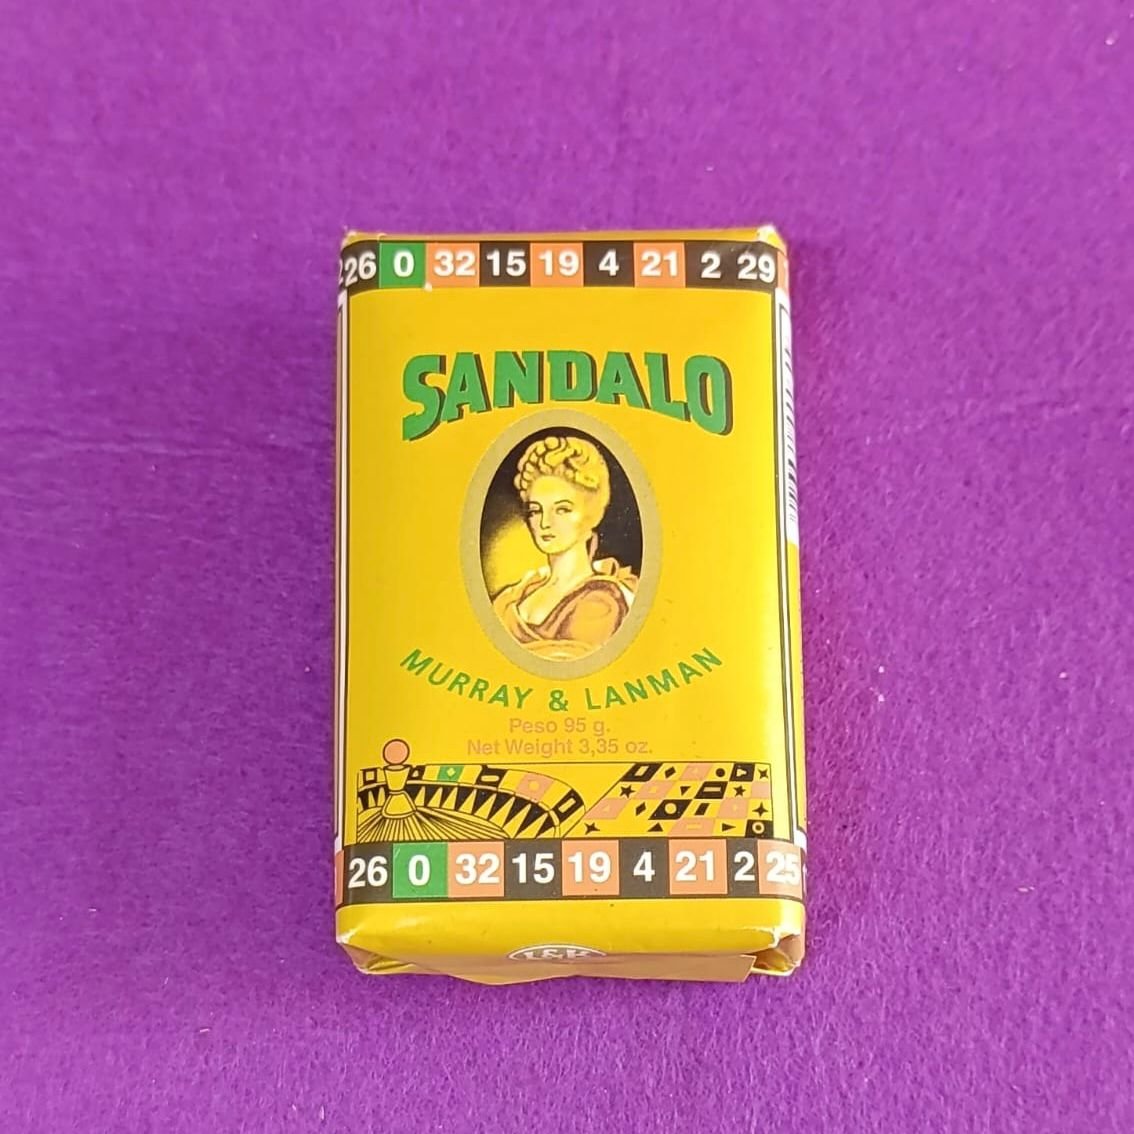 26 0 32 15 19 4 21 2 29
SANDALO
MURRAY & LANMAN
Peso 95 g.
Net Weight 3,35 oz.
26 0 32 15 19 4 21 2 25
L&K